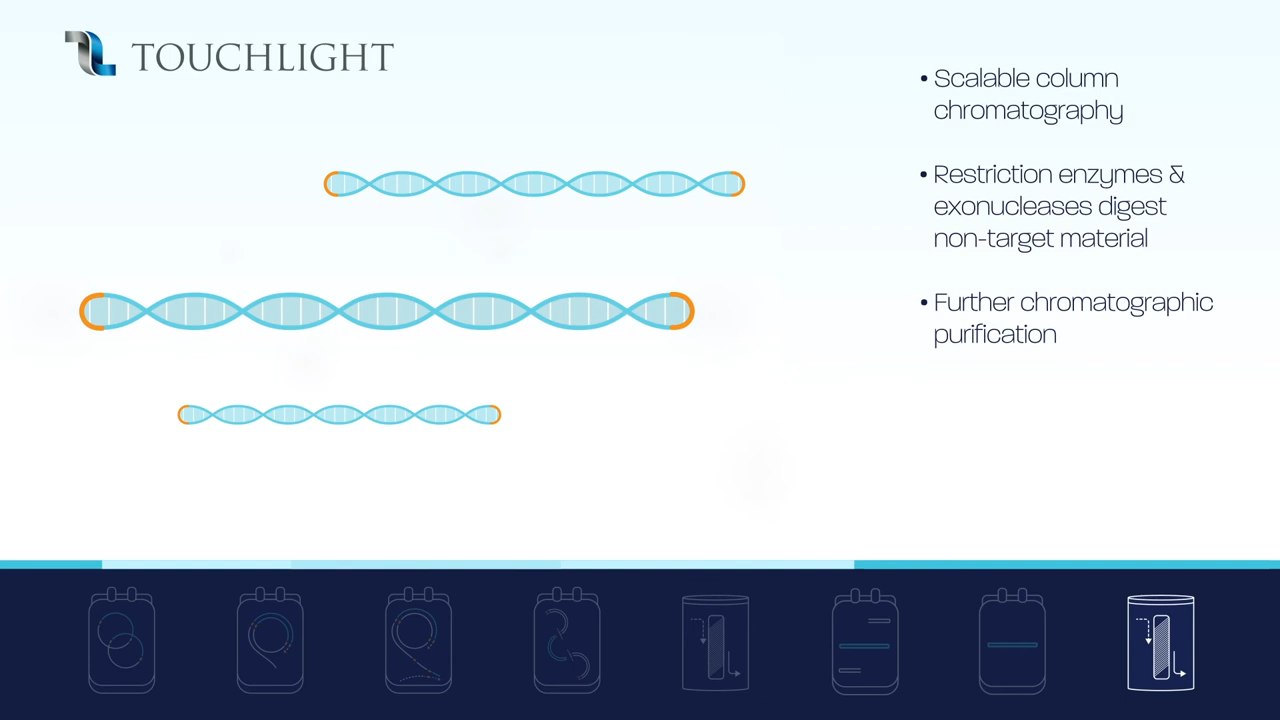 TOUCHLIGHT
• Scalable column
chromatography
• Restriction enzymes &
exonucleases digest
non-target material
• Further chromatographic
purification